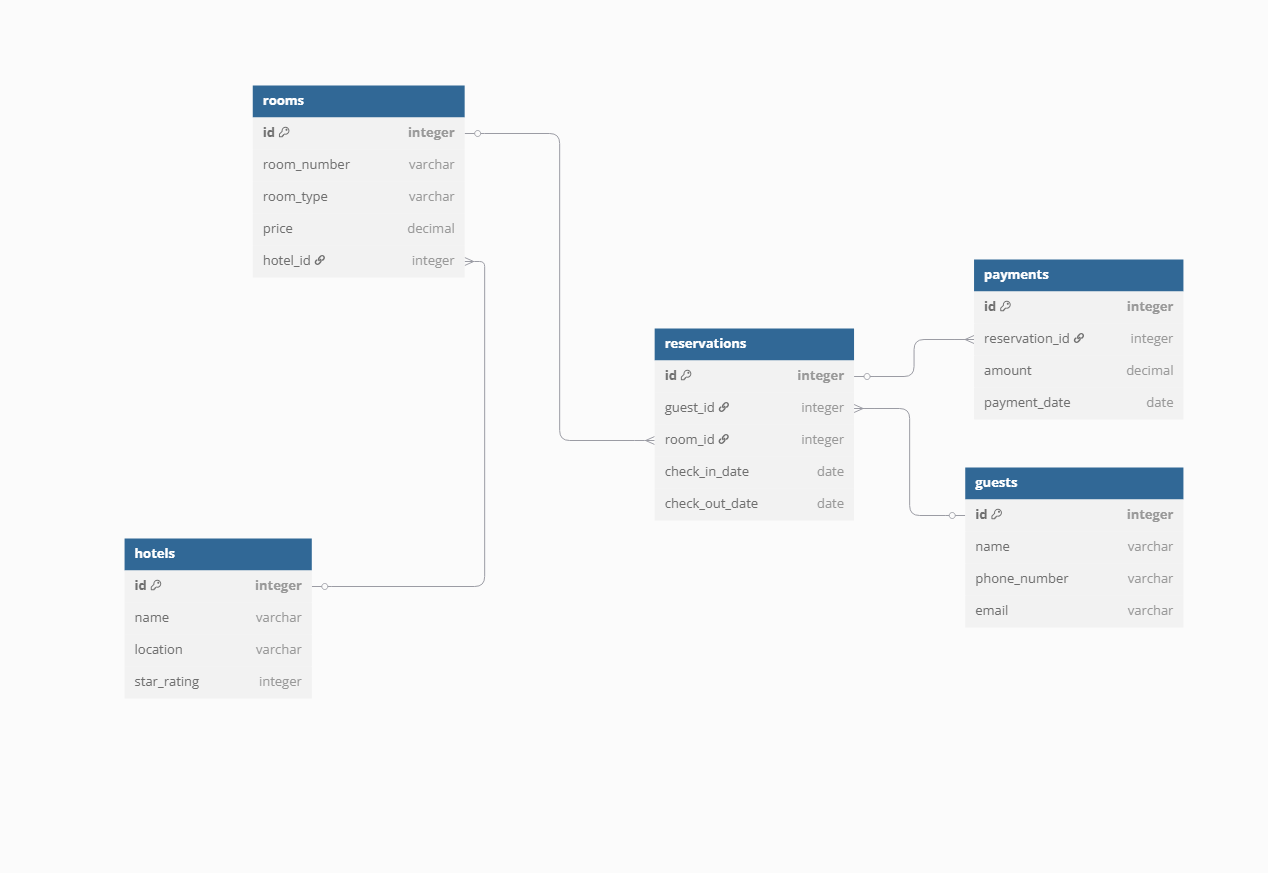 rooms
id integer
room_number varchar
room_type varchar
price decimal
hotel_id integer
payments
id integer
reservation_id integer
amount decimal
payment_date date
reservations
id integer
guest_id integer
room_id integer
check_in_date date
check_out_date date
guests
id integer
name varchar
phone_number varchar
email varchar
hotels
id integer
name varchar
location varchar
star_rating integer